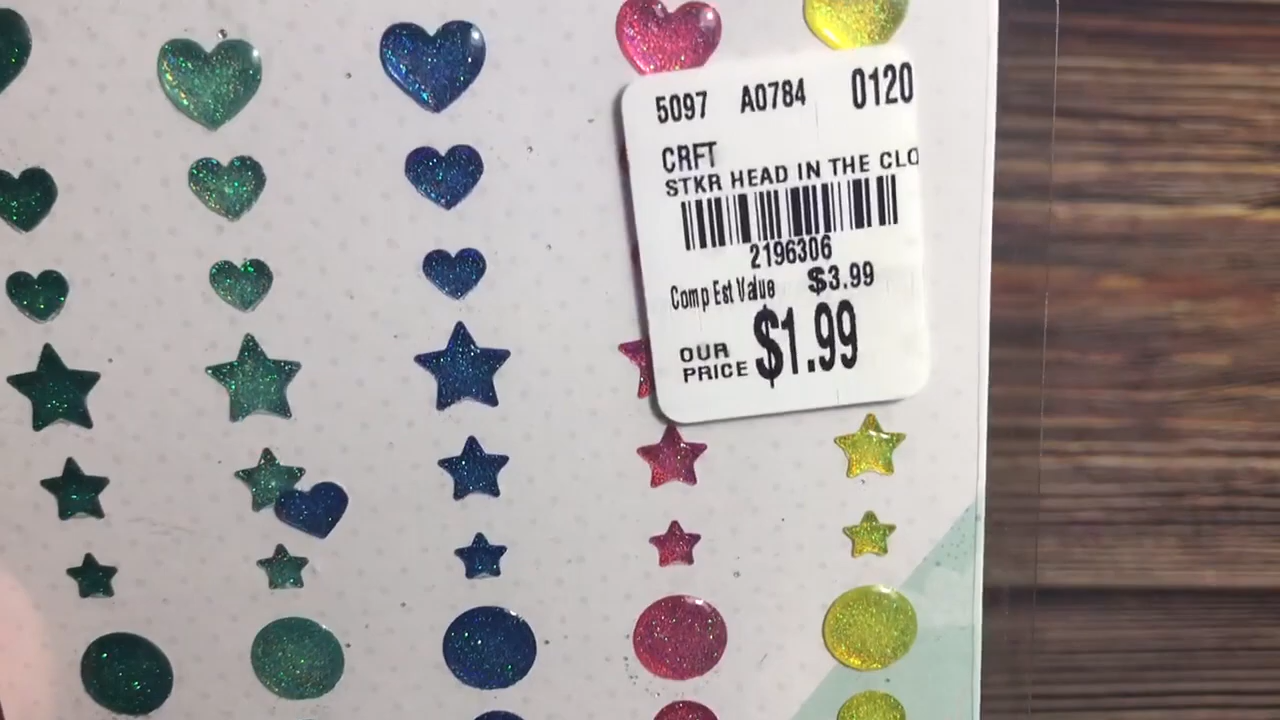 5097 A0784 0120
CRFT
STKR HEAD IN THE CLO
2196306
Comp Est Value $3.99
OUR PRICE $1.99